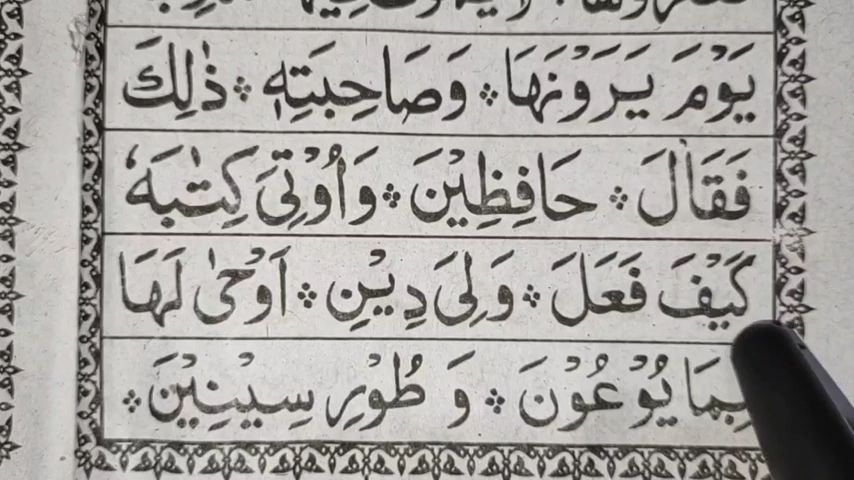 یَوْمَ یَرَوْنَهَا ۞ وَصَاحِبَتِهٖ ۞ ذٰلِكَ
فَقَالَ ۞ حَافِظِیْنَ ۞ وَاُوْتِیَ كِتٰبَهٗ
كَیْفَ فَعَلَ ۞ وَلِیَ دِیْنِ ۞ اَوْحٰی لَهَا
بِمَا یُوْعُوْنَ ۞ وَ طُوْرِ سِیْنِیْنَ ۞